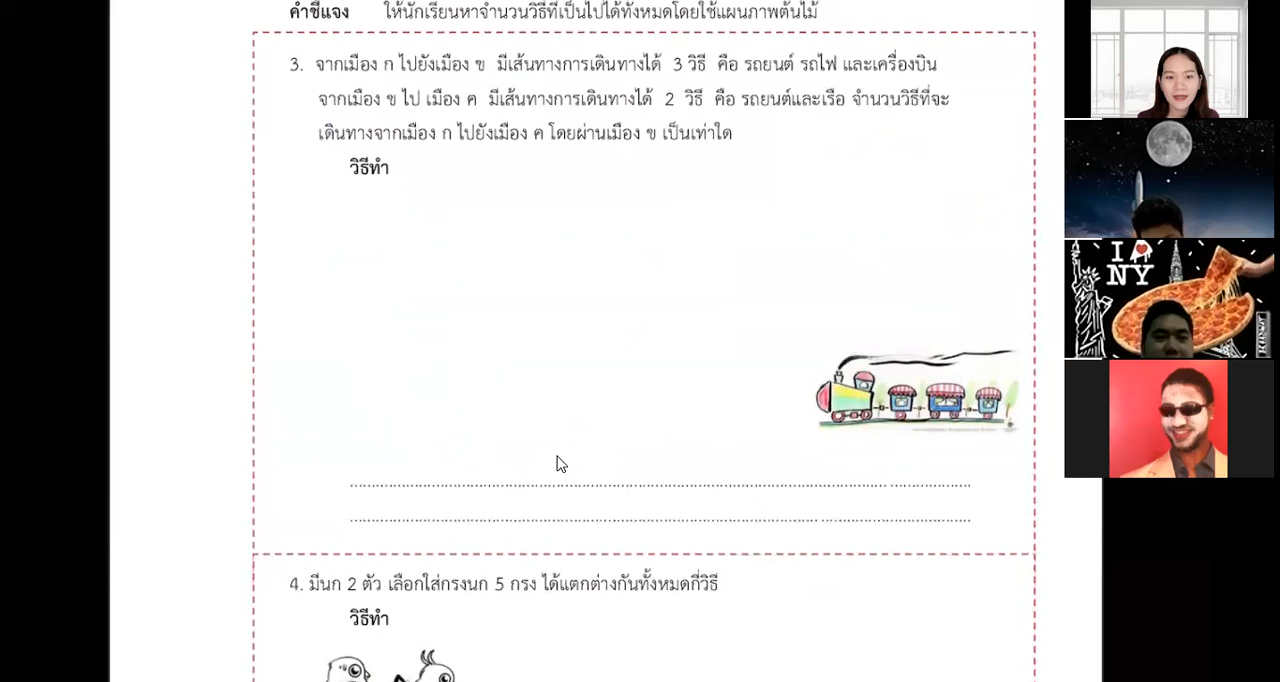 คำชี้แจง ให้นักเรียนหาจำนวนวิธีที่เป็นไปได้ทั้งหมดโดยใช้แผนภาพต้นไม้
3. จากเมือง ก ไปยังเมือง ข มีเส้นทางการเดินทางได้ 3 วิธี คือ รถยนต์ รถไฟ และเครื่องบิน
จากเมือง ข ไป เมือง ค มีเส้นทางการเดินทางได้ 2 วิธี คือ รถยนต์และเรือ จำนวนวิธีที่จะ
เดินทางจากเมือง ก ไปยังเมือง ค โดยผ่านเมือง ข เป็นเท่าใด
วิธีทำ
4. มีนก 2 ตัว เลือกใส่กรงนก 5 กรง ได้แตกต่างกันทั้งหมดกี่วิธี
วิธีทำ
I
NY